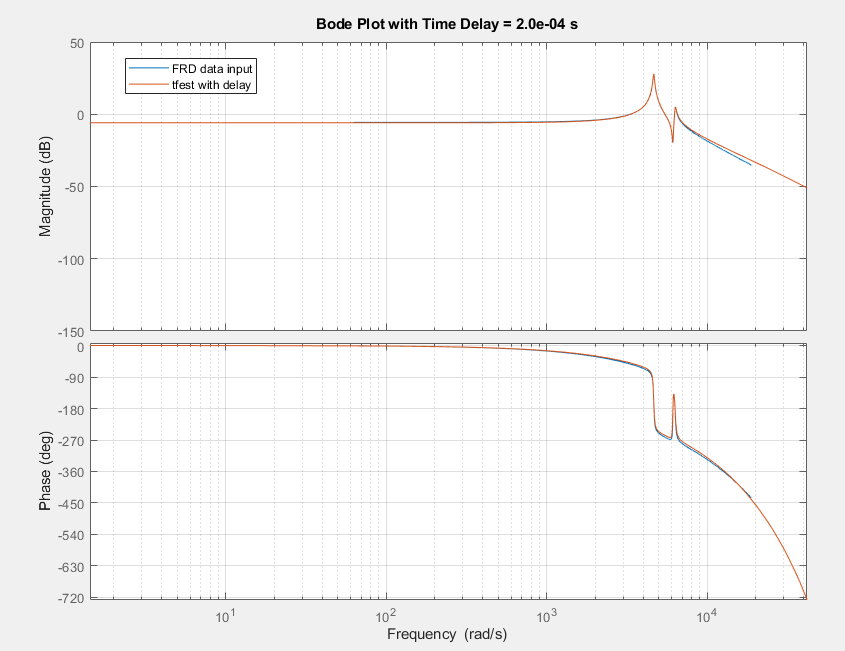 Bode Plot with Time Delay = 2.0e-04 s
FRD data input
tfest with delay
Magnitude (dB)
50
0
-50
-100
-150
Phase (deg)
0
-90
-180
-270
-360
-450
-540
-630
-720
10^1 10^2 10^3 10^4
Frequency (rad/s)